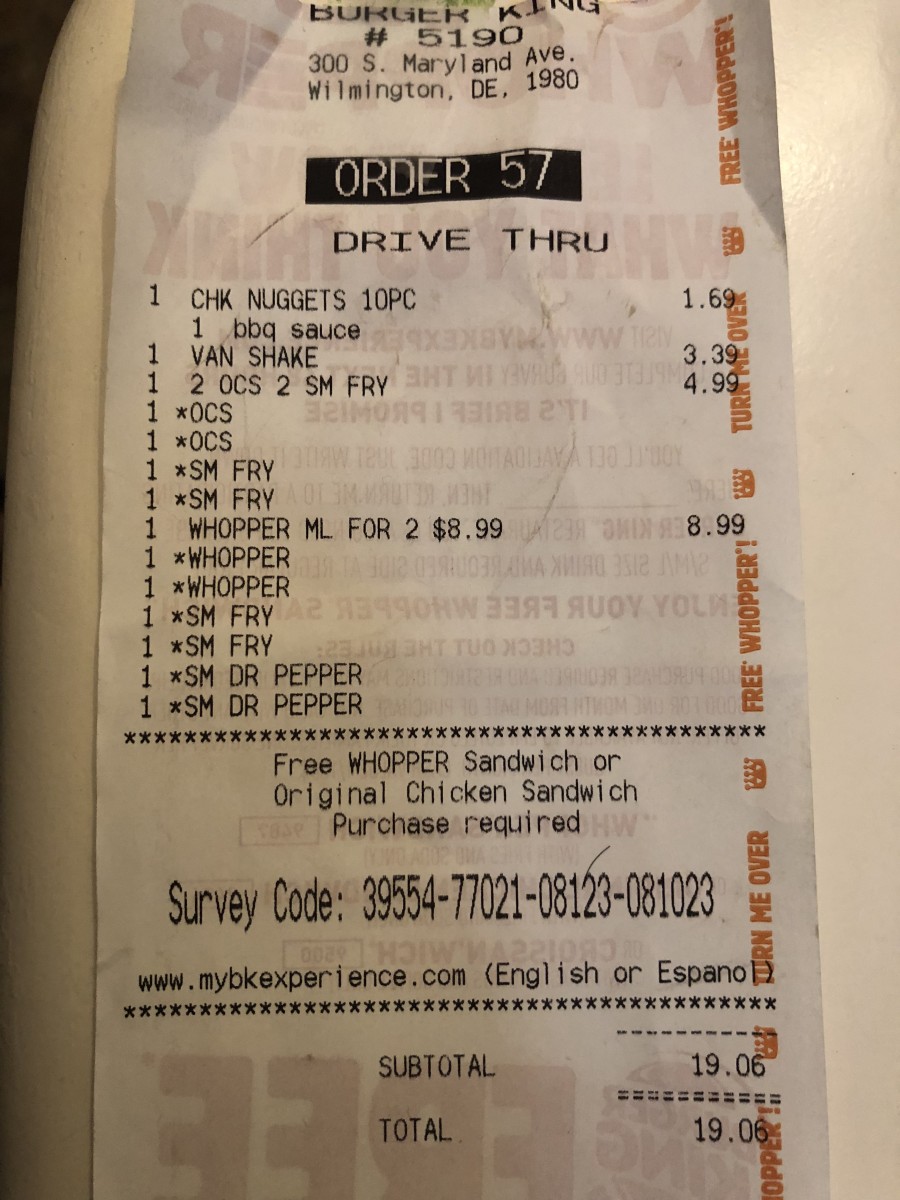 BURGER KING
# 5190
300 S. Maryland Ave.
Wilmington, DE, 1980
ORDER 57
DRIVE THRU
1 CHK NUGGETS 10PC 1.69
1 bbq sauce
1 VAN SHAKE 3.39
1 2 OCS 2 SM FRY 4.99
1 *OCS
1 *OCS
1 *SM FRY
1 *SM FRY
1 WHOPPER ML FOR 2 $8.99 8.99
1 *WHOPPER
1 *WHOPPER
1 *SM FRY
1 *SM FRY
1 *SM DR PEPPER
1 *SM DR PEPPER
*******************************************
Free WHOPPER Sandwich or
Original Chicken Sandwich
Purchase required
Survey Code: 39554-77021-08123-081023
www.mybkexperience.com (English or Espanol)
*******************************************
-----------
SUBTOTAL 19.06
===========
TOTAL 19.06
FREE WHOPPER!
TURN ME OVER
FREE WHOPPER!
TURN ME OVER
OPPER!